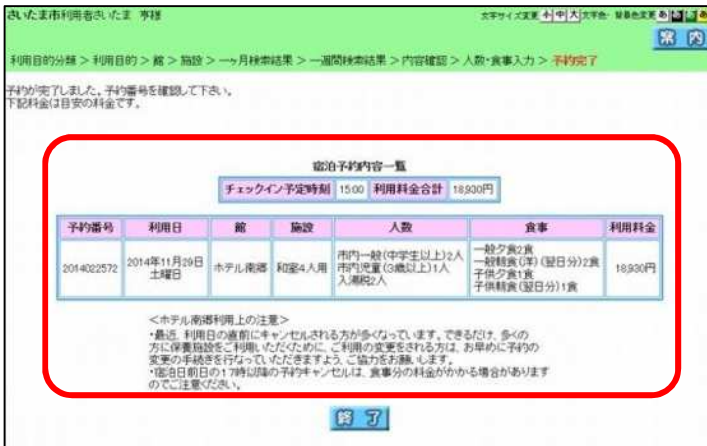 さいたま市利用者さいたま 亨様
文字サイズ変更 小 中 大 文字色・背景色変更 あ あ あ あ
案 内
利用目的分類 > 利用目的 > 館 > 施設 > 一ヶ月検索結果 > 一週間検索結果 > 内容確認 > 人数・食事入力 > 予約完了
予約が完了しました。予約番号を確認して下さい。
下記料金は目安の料金です。
宿泊予約内容一覧
チェックイン予定時刻 15:00 利用料金合計 18,930円
予約番号 利用日 館 施設 人数 食事 利用料金
2014022572 2014年11月29日 土曜日 ホテル南郷 和室4人用 市内一般(中学生以上)2人 市内児童(3歳以上)1人 入湯税2人 一般夕食2食 一般朝食(洋)(翌日分)2食 子供夕食1食 子供朝食(翌日分)1食 18,930円
<ホテル南郷利用上の注意>
・最近、利用日の直前にキャンセルされる方が多くなっています。できるだけ、多くの
方に保養施設をご利用いただくために、ご利用の変更をされる方は、お早めに予約の
変更の手続きを行なっていただきますよう、ご協力をお願いします。
・宿泊日前日の17時以降の予約キャンセルは、食事分の料金がかかる場合があります
のでご注意ください。
終 了